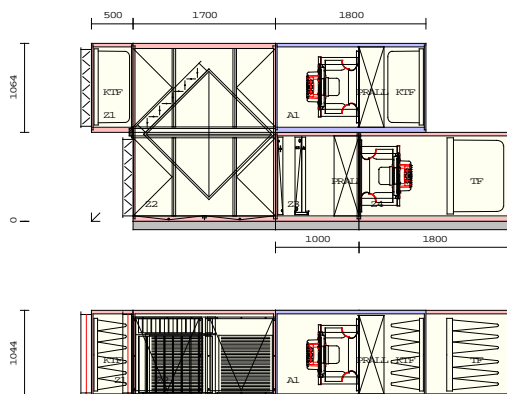 500 1700 1800
1064
KTF PRALL KTF
Z1 A1
PRALL TF
Z2 Z3 Z4
0
1000 1800
1044
KTF PRALL KTF TF
Z1 A1